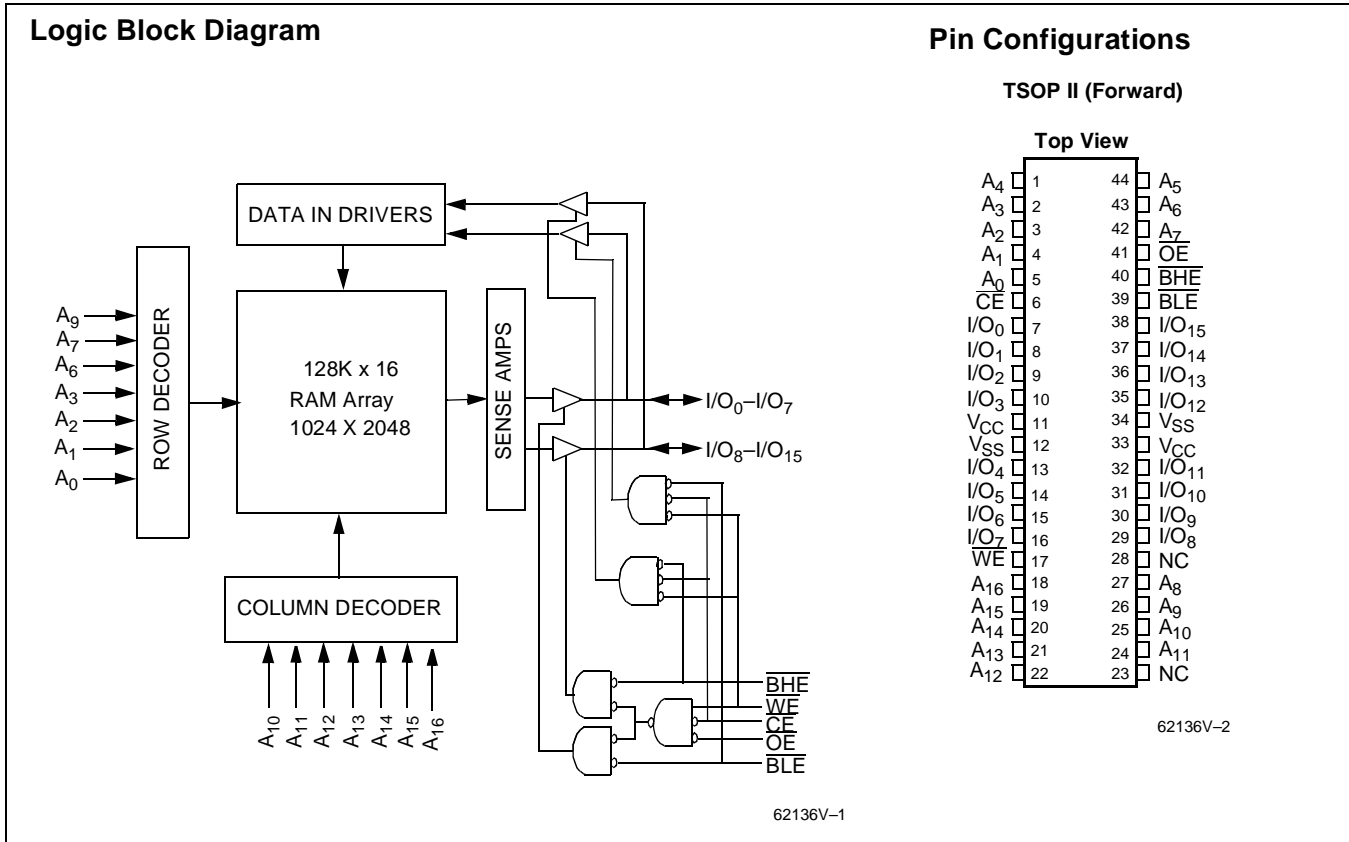 Logic Block Diagram
DATA IN DRIVERS
A9
A7
A6
A3
A2
A1
A0
ROW DECODER
128K x 16
RAM Array
1024 X 2048
SENSE AMPS
I/O0–I/O7
I/O8–I/O15
COLUMN DECODER
A10
A11
A12
A13
A14
A15
A16
BHE
WE
CE
OE
BLE
62136V–1
Pin Configurations
TSOP II (Forward)
Top View
A4 1 44 A5
A3 2 43 A6
A2 3 42 A7
A1 4 41 OE
A0 5 40 BHE
CE 6 39 BLE
I/O0 7 38 I/O15
I/O1 8 37 I/O14
I/O2 9 36 I/O13
I/O3 10 35 I/O12
VCC 11 34 VSS
VSS 12 33 VCC
I/O4 13 32 I/O11
I/O5 14 31 I/O10
I/O6 15 30 I/O9
I/O7 16 29 I/O8
WE 17 28 NC
A16 18 27 A8
A15 19 26 A9
A14 20 25 A10
A13 21 24 A11
A12 22 23 NC
62136V–2